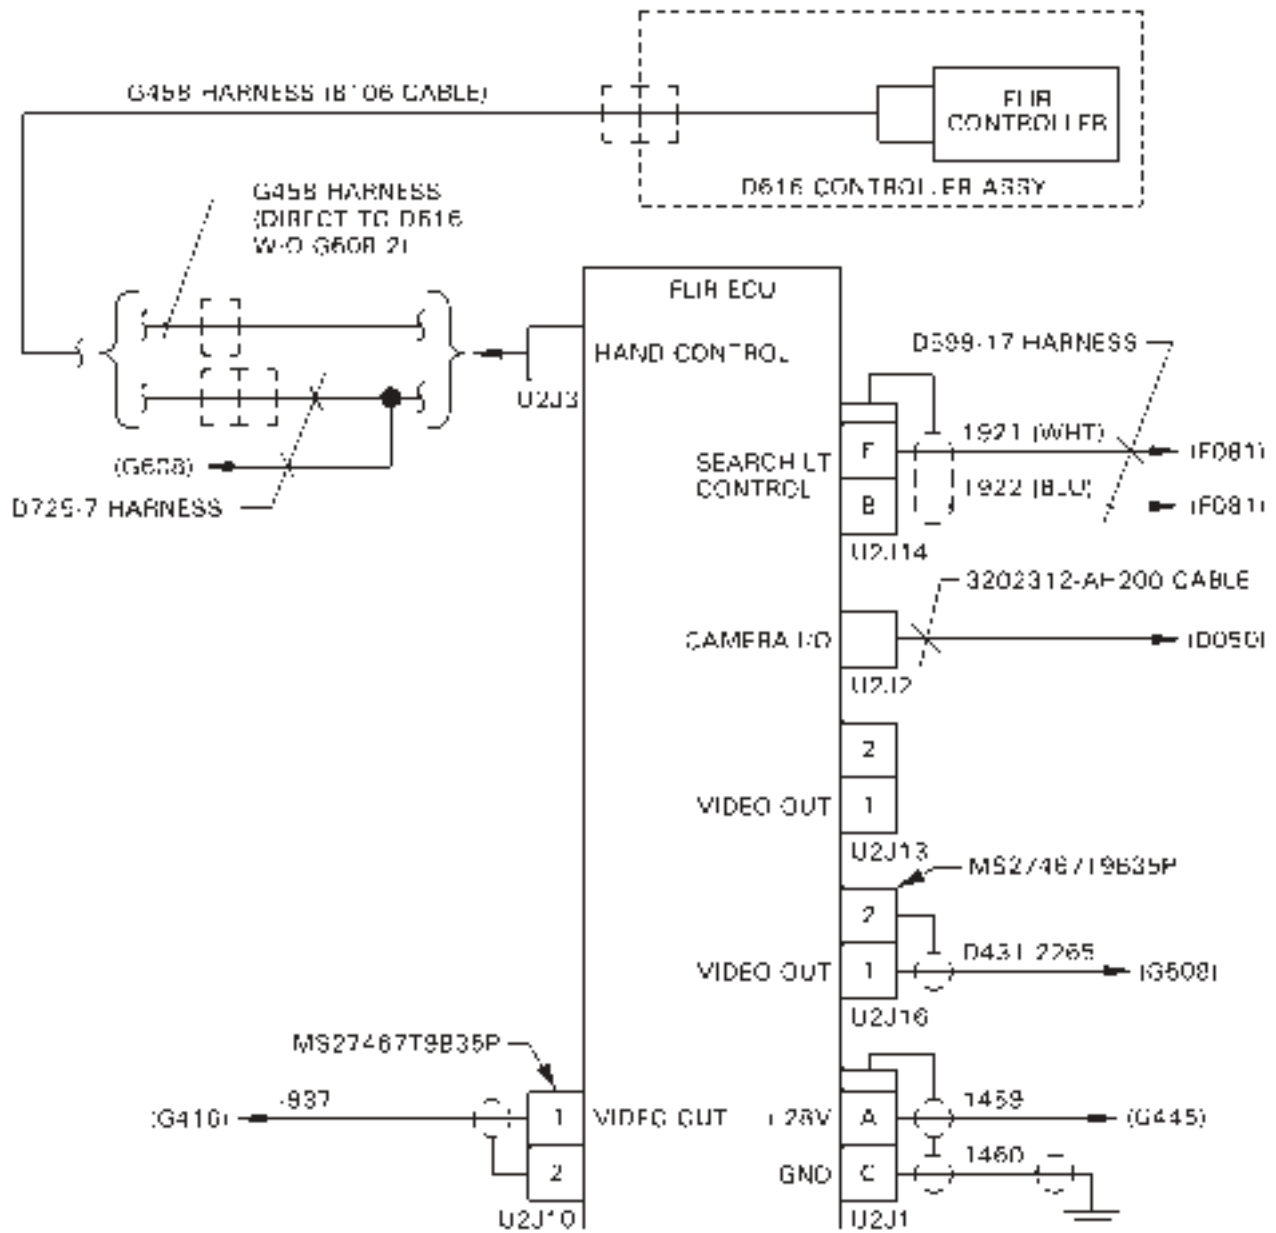 G458 HARNESS (B106 CABLE)
FLIR
CONTROLLER
D616 CONTROLLER ASSY
G458 HARNESS
(DIRECT TO D616
W-O G608-2)
FLIR ECU
HAND CONTROL
U2J3
D599-17 HARNESS
1921 (WHT)
F
(F081)
SEARCH LT
CONTROL
1922 (BLU)
B
(F081)
U2J14
(G608)
D725-7 HARNESS
3202312-AH200 CABLE
CAMERA I/O
(D050)
U2J2
2
VIDEO OUT
1
U2J13
MS27467T9B35P
2
D431-2265
VIDEO OUT
1
(G508)
U2J16
MS27467T9B35P
-937
1459
(G416)
1
VIDEO OUT
+28V
A
(G445)
1460
2
GND
C
U2J10
U2J1